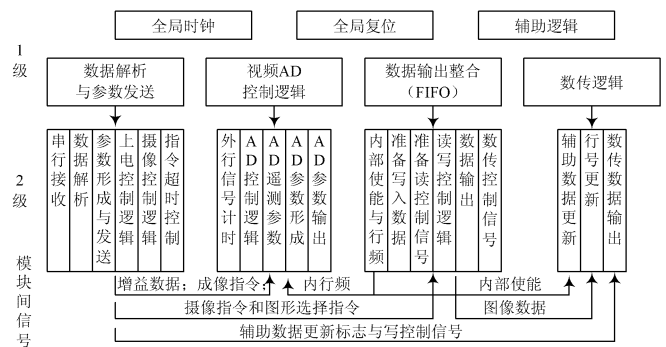 全局时钟
全局复位
辅助逻辑
1级
数据解析
与参数发送
视频AD
控制逻辑
数据输出整合
（FIFO）
数传逻辑
2级
串行接收
数据解析
参数形成与发送
上电控制逻辑
摄像控制逻辑
指令超时控制
外行信号计时
AD控制逻辑
AD遥测参数
AD参数形成
AD参数输出
内部使能与行频
准备写入数据
准备读控制信号
读写控制逻辑
数据输出
数传控制信号
辅助数据更新
行号更新
数传数据输出
模块间信号
增益数据；成像指令；
内行频
内部使能
摄像指令和图形选择指令
图像数据
辅助数据更新标志与写控制信号